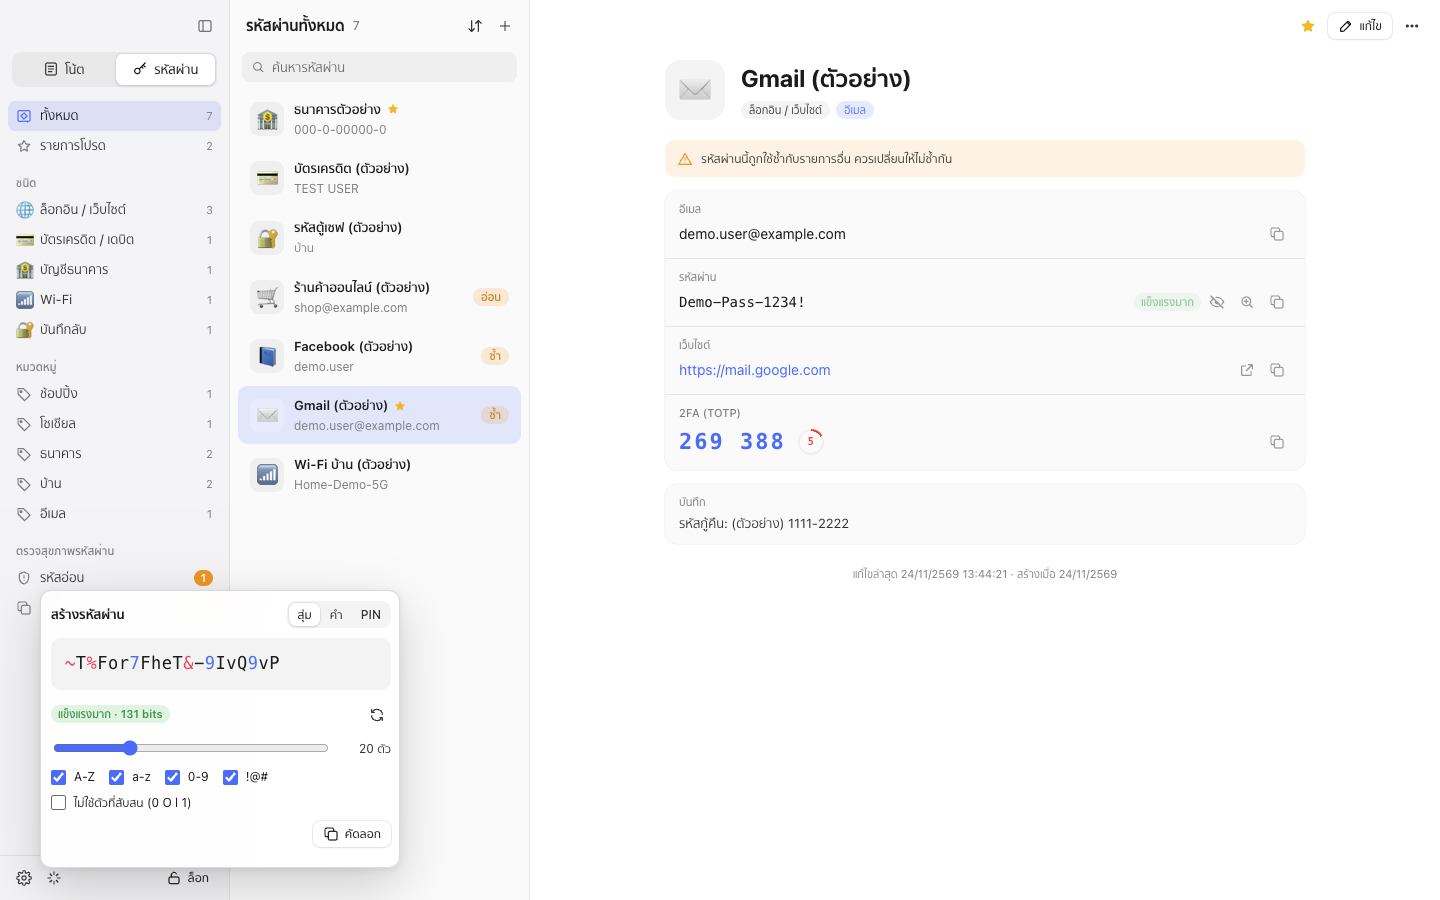 โน้ต
รหัสผ่าน
ทั้งหมด 7
รายการโปรด 2
ชนิด
ล็อกอิน / เว็บไซต์ 3
บัตรเครดิต / เดบิต 1
บัญชีธนาคาร 1
Wi-Fi 1
บันทึกลับ 1
หมวดหมู่
ช้อปปิ้ง 1
โซเชียล 1
ธนาคาร 2
บ้าน 2
อีเมล 1
ตรวจสุขภาพรหัสผ่าน
รหัสอ่อน 1
สร้างรหัสผ่าน
สุ่ม คำ PIN
~T%For7FheT&-9IvQ9vP
แข็งแรงมาก · 131 bits
20 ตัว
A-Z a-z 0-9 !@#
ไม่ใช้ตัวที่สับสน (0 O l 1)
คัดลอก
ล็อก
รหัสผ่านทั้งหมด 7
ค้นหารหัสผ่าน
ธนาคารตัวอย่าง
000-0-00000-0
บัตรเครดิต (ตัวอย่าง)
TEST USER
รหัสตู้เซฟ (ตัวอย่าง)
บ้าน
ร้านค้าออนไลน์ (ตัวอย่าง)
shop@example.com
อ่อน
Facebook (ตัวอย่าง)
demo.user
ซ้ำ
Gmail (ตัวอย่าง)
demo.user@example.com
ซ้ำ
Wi-Fi บ้าน (ตัวอย่าง)
Home-Demo-5G
แก้ไข
Gmail (ตัวอย่าง)
ล็อกอิน / เว็บไซต์ อีเมล
รหัสผ่านนี้ถูกใช้ซ้ำกับรายการอื่น ควรเปลี่ยนให้ไม่ซ้ำกัน
อีเมล
demo.user@example.com
รหัสผ่าน
Demo-Pass-1234!
แข็งแรงมาก
เว็บไซต์
https://mail.google.com
2FA (TOTP)
269 388 5
บันทึก
รหัสกู้คืน: (ตัวอย่าง) 1111-2222
แก้ไขล่าสุด 24/11/2569 13:44:21 · สร้างเมื่อ 24/11/2569